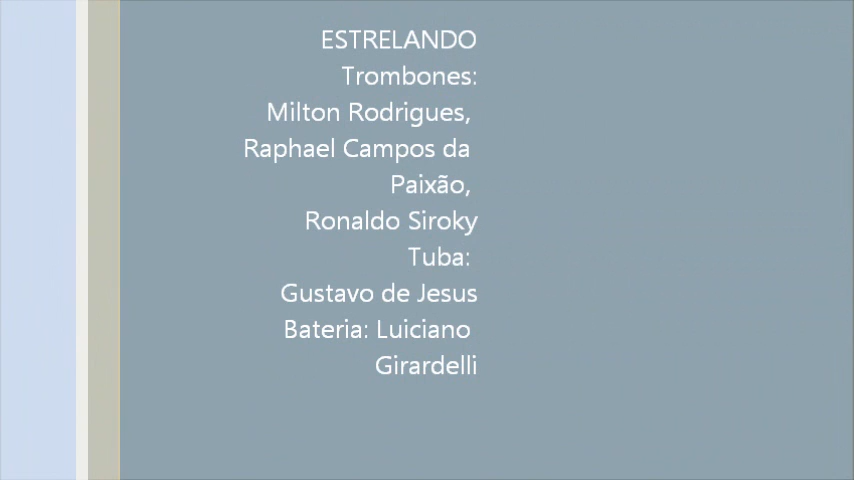 ESTRELANDO
Trombones:
Milton Rodrigues,
Raphael Campos da
Paixão,
Ronaldo Siroky
Tuba:
Gustavo de Jesus
Bateria: Luiciano
Girardelli